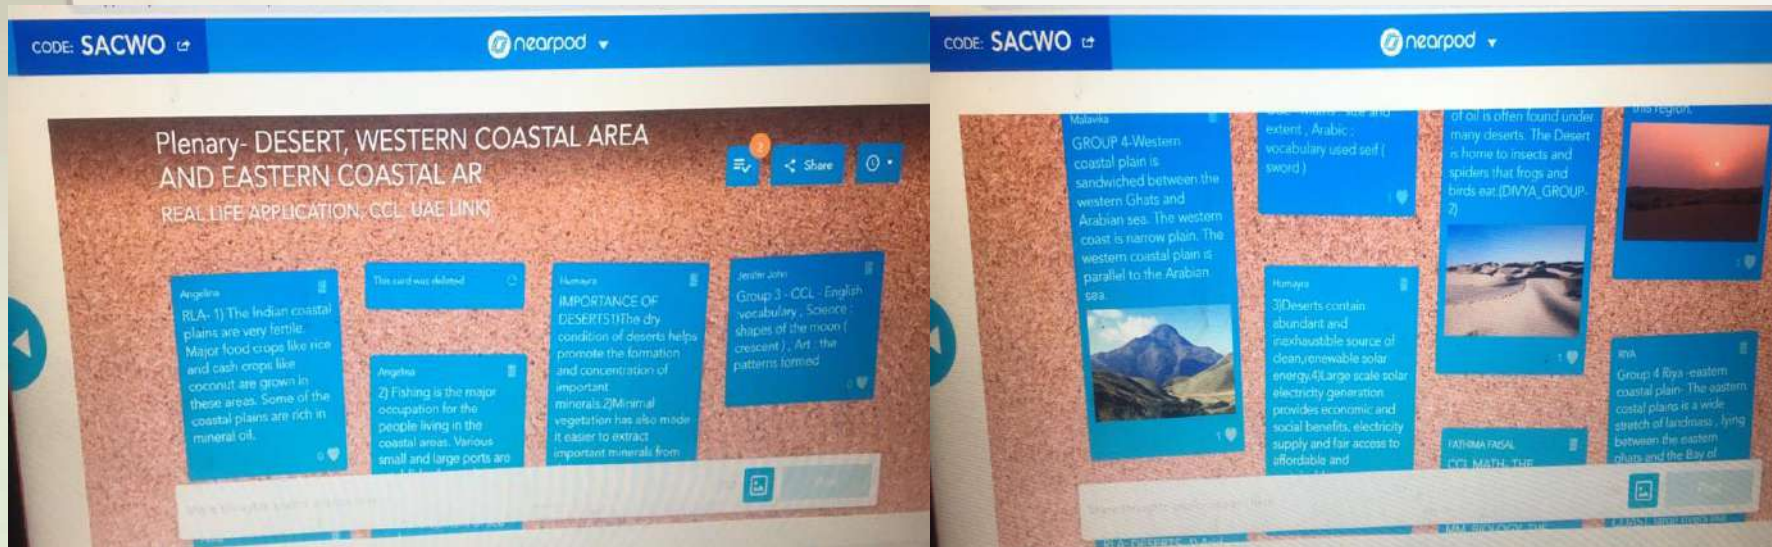 CODE: SACWO
nearpod
Plenary- DESERT, WESTERN COASTAL AREA
AND EASTERN COASTAL AR
REAL LIFE APPLICATION, CCL, UAE LINK)
2
Share
Angelina
RLA- 1) The Indian coastal
plains are very fertile.
Major food crops like rice
and cash crops like
coconut are grown in
these areas. Some of the
coastal plains are rich in
mineral oil.
0
This card was deleted
Angelina
2) Fishing is the major
occupation for the
people living in the
coastal areas. Various
small and large ports are
Humayra
IMPORTANCE OF
DESERTS1)The dry
condition of deserts helps
promote the formation
and concentration of
important
minerals.2)Minimal
vegetation has also made
it easier to extract
important minerals from
Jenifer John
Group 3 - CCL - English
:vocabulary , Science :
shapes of the moon (
crescent ) , Art : the
patterns formed
0
CODE: SACWO
nearpod
Malavika
GROUP 4-Western
coastal plain is
sandwiched between the
western Ghats and
Arabian sea. The western
coast is narrow plain. The
western coastal plain is
parallel to the Arabian
sea.
1
extent , Arabic :
vocabulary used seif (
sword )
1
Humayra
3)Deserts contain
abundant and
inexhaustible source of
clean,renewable solar
energy.4)Large scale solar
electricity generation
provides economic and
social benefits, electricity
supply and fair access to
affordable and
of oil is often found under
many deserts. The Desert
is home to insects and
spiders that frogs and
birds eat.(DIVYA_GROUP-
2)
1
FATHIMA FAISAL
CCL MATH: THE
this region.
RIYA
Group 4 Riya -eastern
coastal plain- The eastern
costal plains is a wide
stretch of landmass , lying
between the eastern
ghats and the Bay of